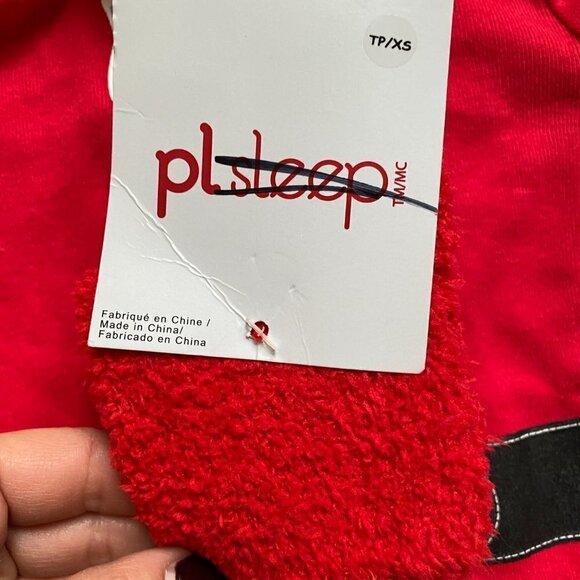 TP/XS
plsleep
TM/MC
Fabriqué en Chine /
Made in China/
Fabricado en China